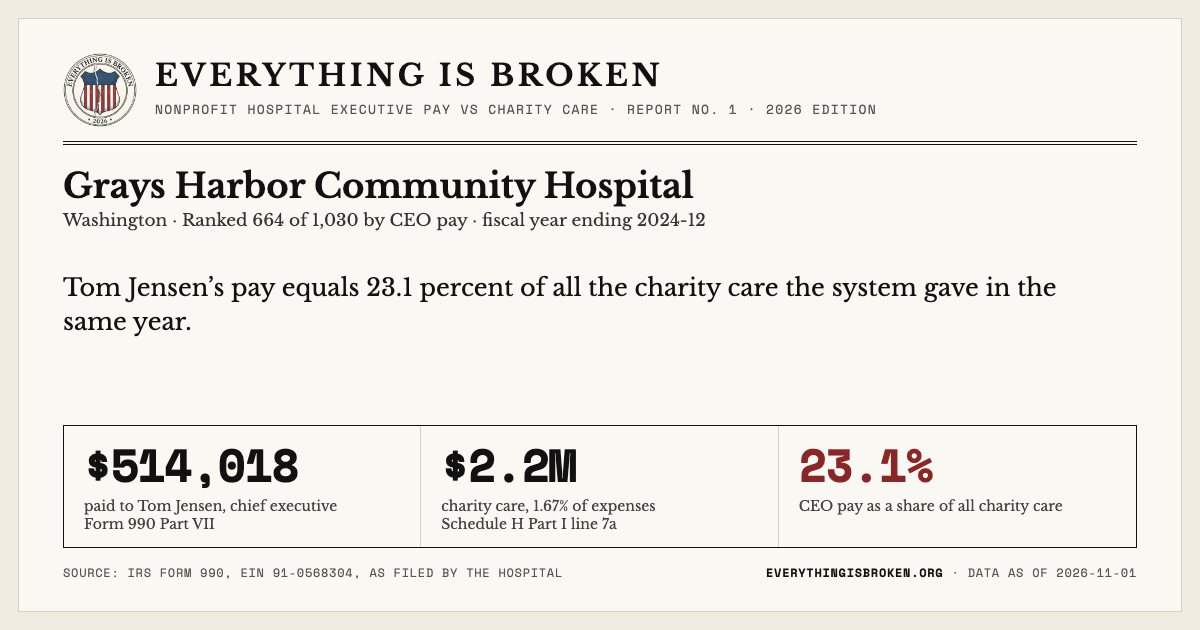 EVERYTHING IS BROKEN
· 2026 ·
EVERYTHING IS BROKEN
NONPROFIT HOSPITAL EXECUTIVE PAY VS CHARITY CARE · REPORT NO. 1 · 2026 EDITION
Grays Harbor Community Hospital
Washington · Ranked 664 of 1,030 by CEO pay · fiscal year ending 2024-12
Tom Jensen’s pay equals 23.1 percent of all the charity care the system gave in the
same year.
$514,018
paid to Tom Jensen, chief executive
Form 990 Part VII
$2.2M
charity care, 1.67% of expenses
Schedule H Part I line 7a
23.1%
CEO pay as a share of all charity care
SOURCE: IRS FORM 990, EIN 91-0568304, AS FILED BY THE HOSPITAL
EVERYTHINGISBROKEN.ORG · DATA AS OF 2026-11-01